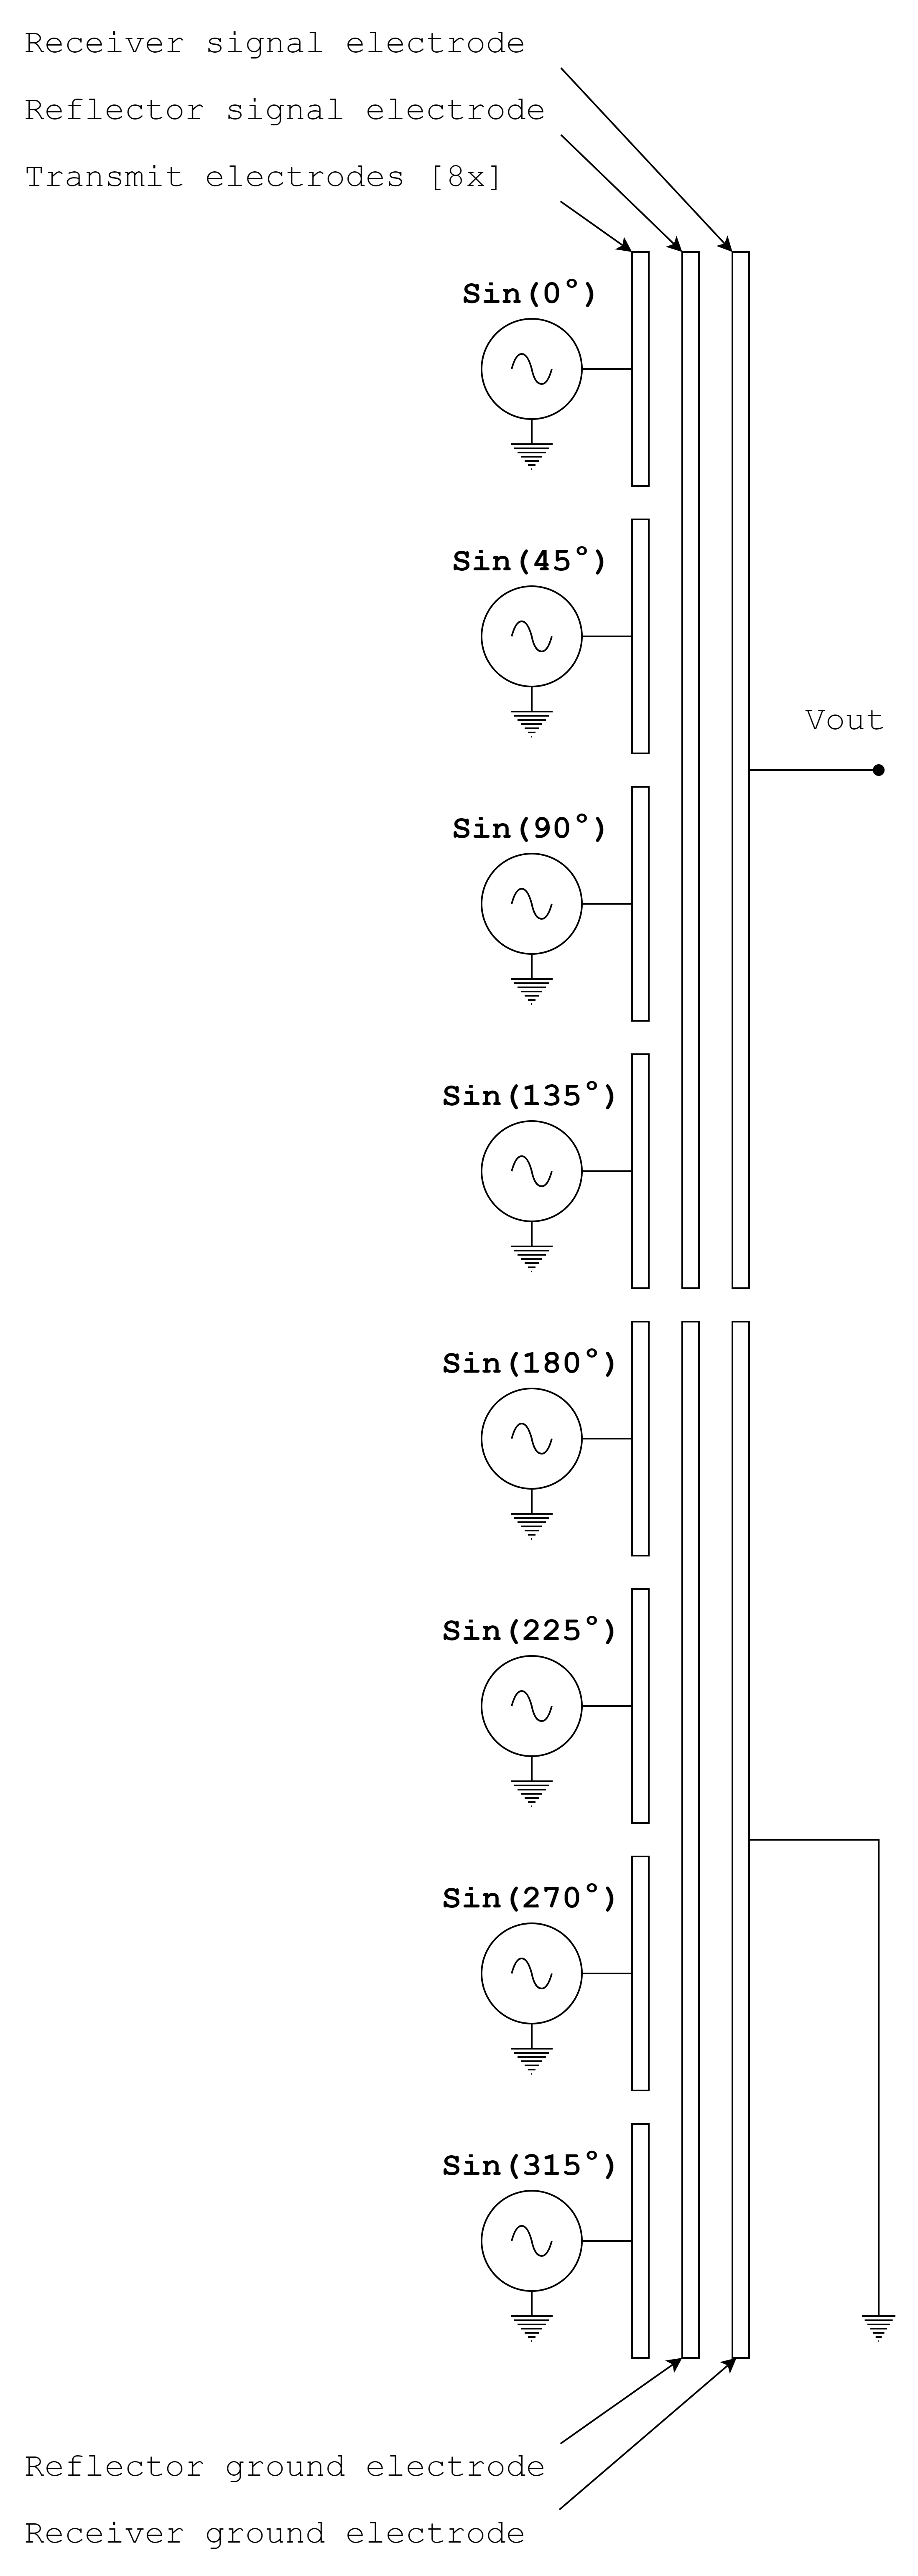 Receiver signal electrode
Reflector signal electrode
Transmit electrodes [8x]
Sin(0°)
Sin(45°)
Vout
Sin(90°)
Sin(135°)
Sin(180°)
Sin(225°)
Sin(270°)
Sin(315°)
Reflector ground electrode
Receiver ground electrode